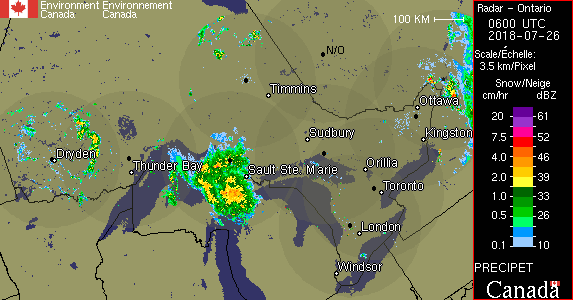 Environment Environnement
Canada Canada
100 KM
N/O
Timmins
Ottawa
Sudbury
Kingston
Dryden
Thunder Bay
Sault Ste. Marie
Orillia
Toronto
London
Windsor
Radar - Ontario
0600 UTC
2018-07-26
Scale/Échelle:
3.5 km/Pixel
Snow/Neige
cm/hr dBZ
20 61
7.5 52
5.0 49
4.0 46
2.0 39
1.0 33
0.5 26
0.1 10
PRECIPET
Canada